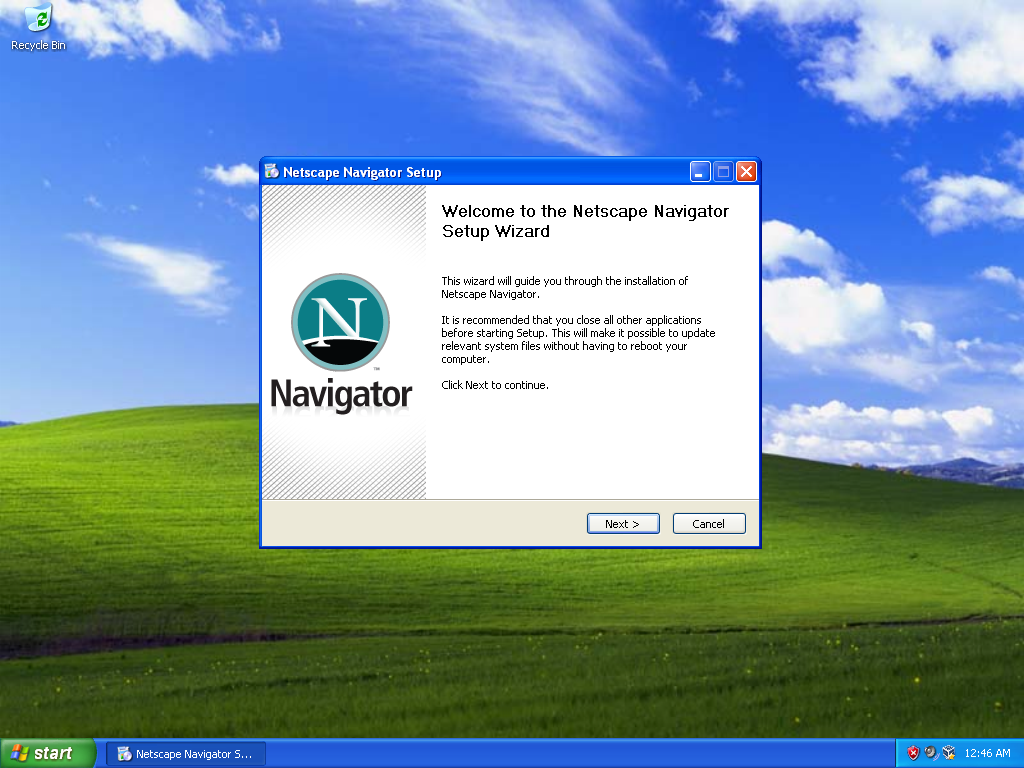 Recycle Bin
Netscape Navigator Setup
Welcome to the Netscape Navigator
Setup Wizard
This wizard will guide you through the installation of
Netscape Navigator.
It is recommended that you close all other applications
before starting Setup. This will make it possible to update
relevant system files without having to reboot your
computer.
Click Next to continue.
N
TM
Navigator
Next >
Cancel
start
Netscape Navigator S...
12:46 AM